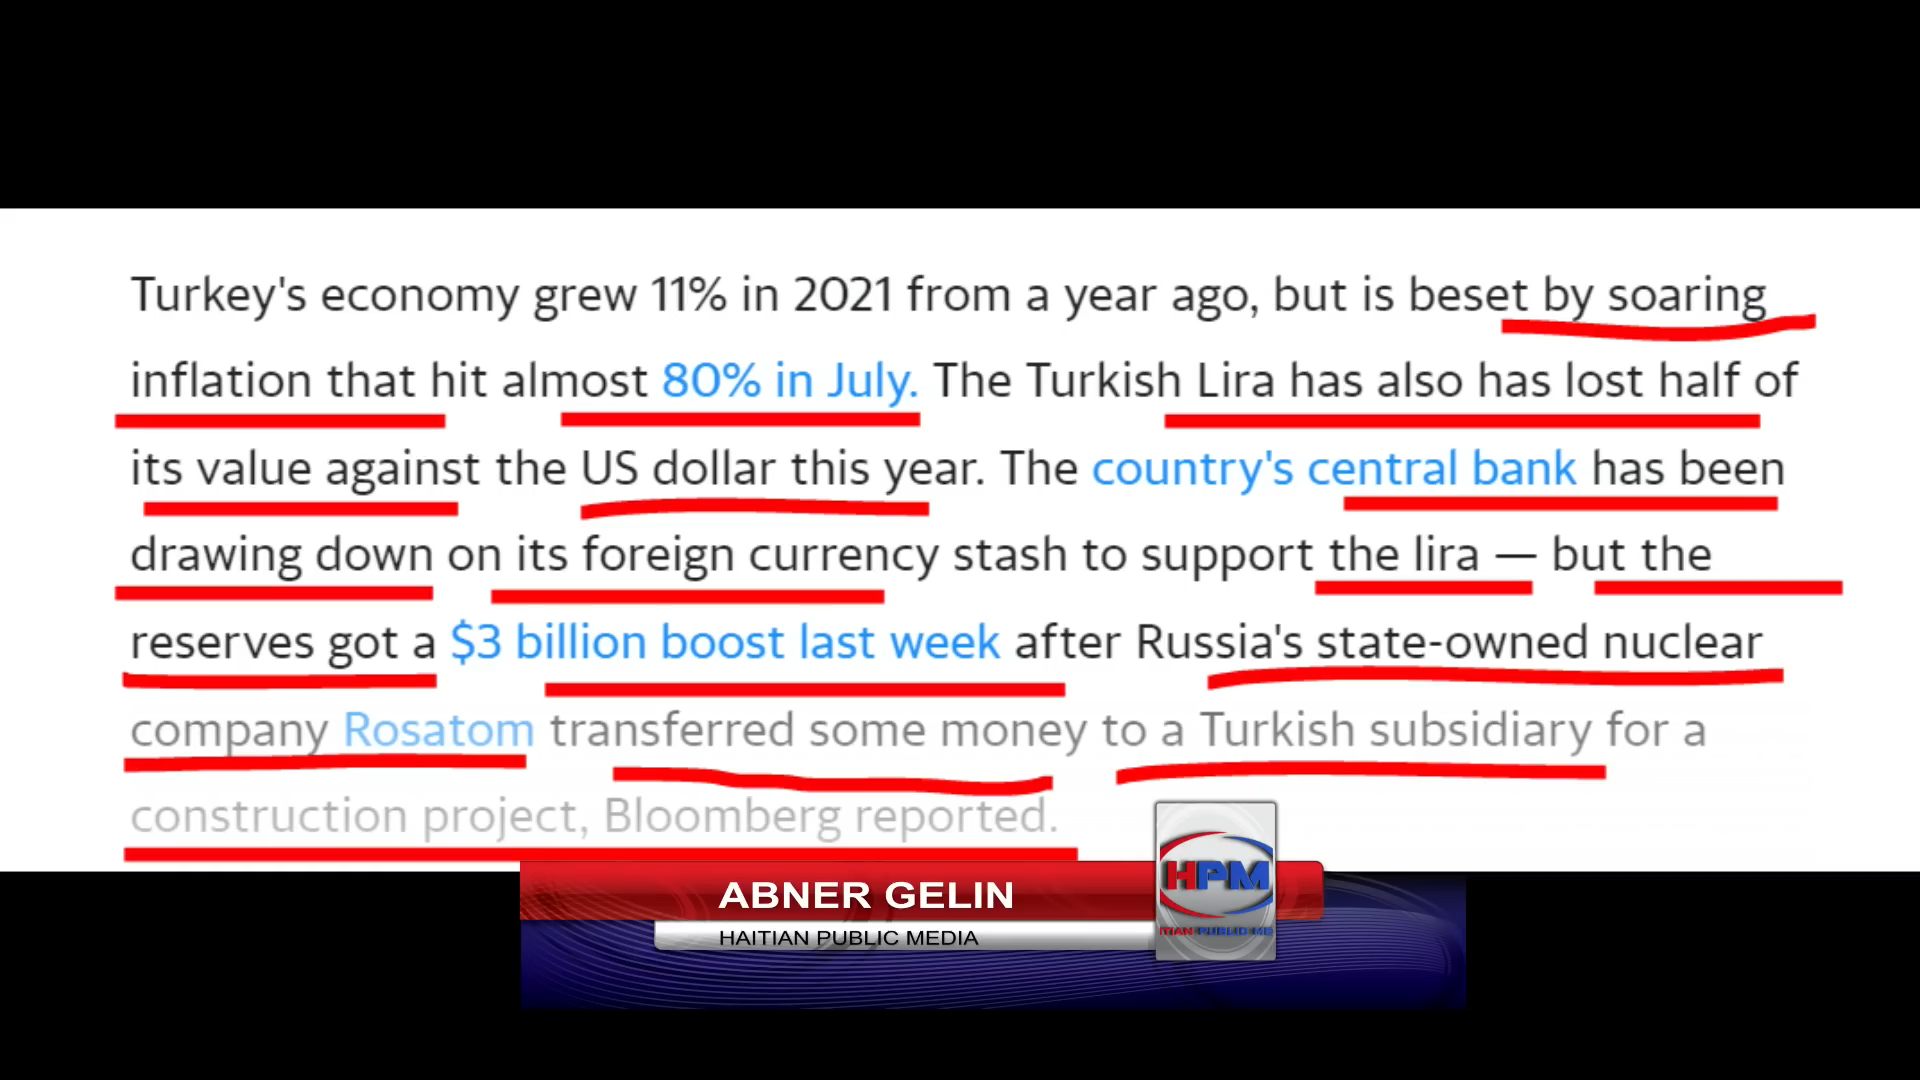 Turkey's economy grew 11% in 2021 from a year ago, but is beset by soaring
inflation that hit almost 80% in July. The Turkish Lira has also has lost half of
its value against the US dollar this year. The country's central bank has been
drawing down on its foreign currency stash to support the lira — but the
reserves got a $3 billion boost last week after Russia's state-owned nuclear
company Rosatom transferred some money to a Turkish subsidiary for a
construction project, Bloomberg reported.
ABNER GELIN
HAITIAN PUBLIC MEDIA
HPM
ITIAN PUBLIC ME